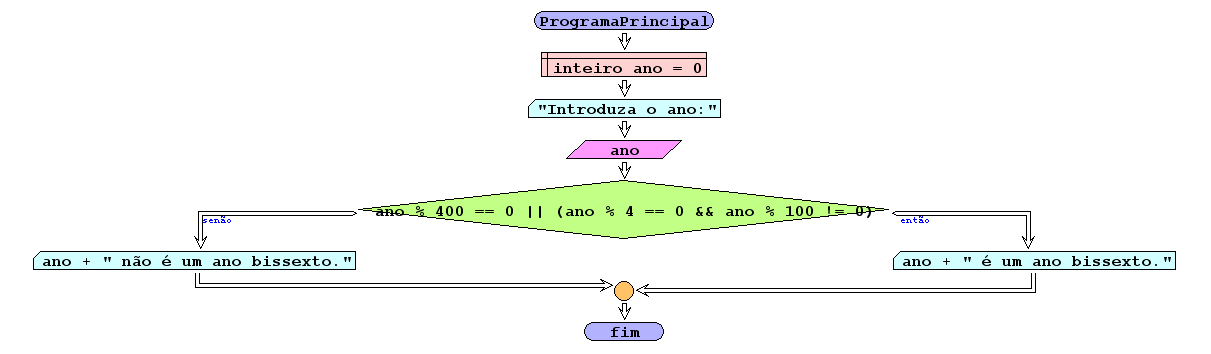 ProgramaPrincipal
inteiro ano = 0
"Introduza o ano:"
ano
ano % 400 == 0 || (ano % 4 == 0 && ano % 100 != 0)
senão
então
ano + " não é um ano bissexto."
ano + " é um ano bissexto."
fim